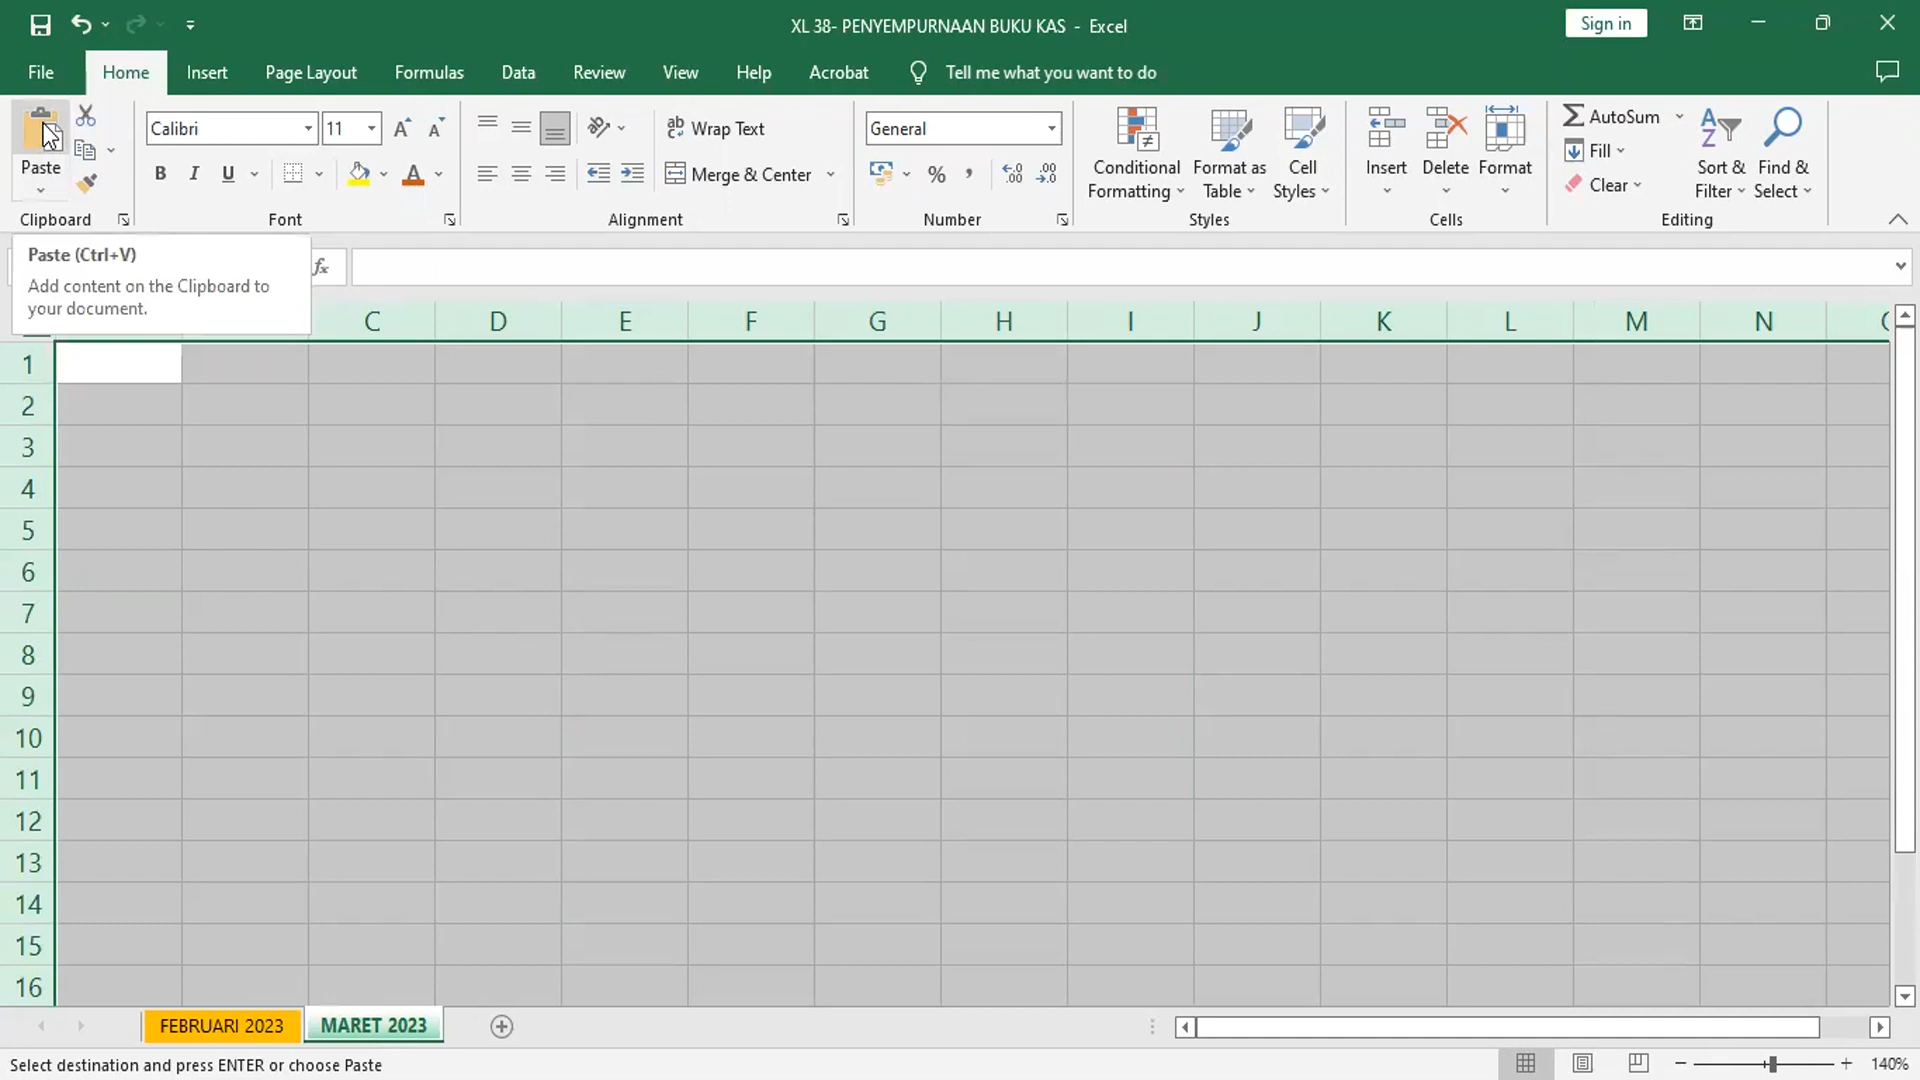 XL 38- PENYEMPURNAAN BUKU KAS - Excel
Sign in
File Home Insert Page Layout Formulas Data Review View Help Acrobat Tell me what you want to do
Paste
Calibri 11
B I U
Wrap Text
Merge & Center
General
%
Conditional Formatting
Format as Table
Cell Styles
Insert
Delete
Format
AutoSum
Fill
Clear
Sort & Filter
Find & Select
Clipboard Font Alignment Number Styles Cells Editing
Paste (Ctrl+V)
Add content on the Clipboard to
your document.
fx
C D E F G H I J K L M N
1
2
3
4
5
6
7
8
9
10
11
12
13
14
15
16
FEBRUARI 2023 MARET 2023
Select destination and press ENTER or choose Paste
140%